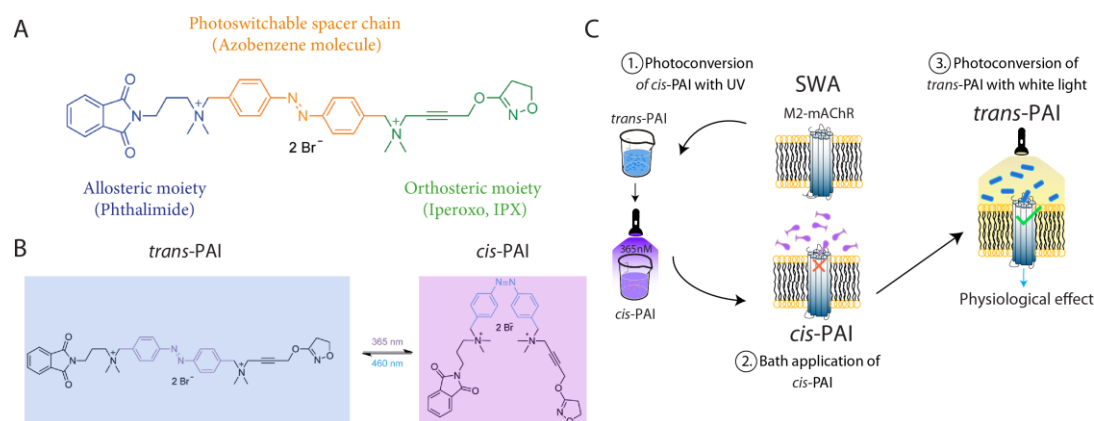 A
Photoswitchable spacer chain
(Azobenzene molecule)
O
N
O
N+
N
N
2 Br−
N+
O
N
O
Allosteric moiety
(Phthalimide)
Orthosteric moiety
(Iperoxo, IPX)
B
trans-PAI
cis-PAI
O
N
O
N+
N
N
2 Br−
N+
O
N
O
365 nm
460 nm
N=N
N+
2 Br
N+
N
O
O
O
N
O
C
1. Photoconversion
of cis-PAI with UV
trans-PAI
365nM
cis-PAI
SWA
M2-mAChR
cis-PAI
2. Bath application of
cis-PAI
3. Photoconversion of
trans-PAI with white light
trans-PAI
Physiological effect